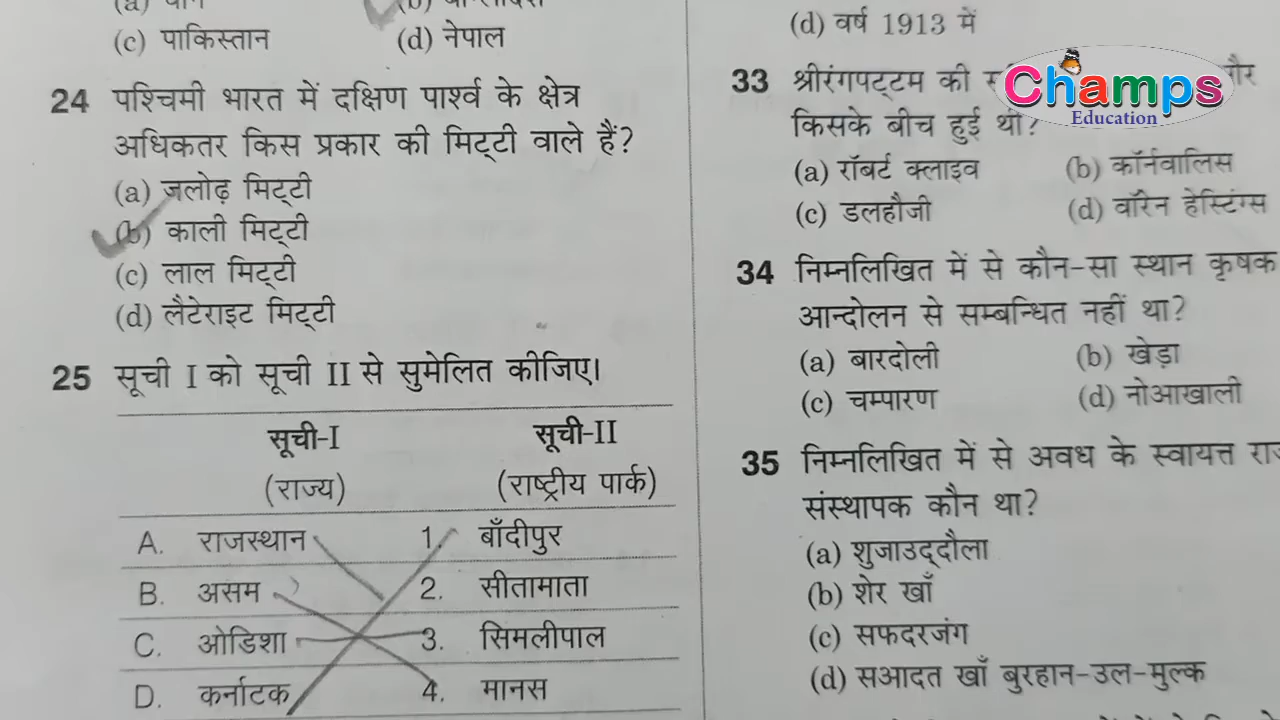 (c) पाकिस्तान (d) नेपाल
24 पश्चिमी भारत में दक्षिण पार्श्व के क्षेत्र
अधिकतर किस प्रकार की मिट्टी वाले हैं?
(a) जलोढ़ मिट्टी
(b) काली मिट्टी
(c) लाल मिट्टी
(d) लैटेराइट मिट्टी
25 सूची I को सूची II से सुमेलित कीजिए।
सूची-I सूची-II
(राज्य) (राष्ट्रीय पार्क)
A. राजस्थान 1. बाँदीपुर
B. असम 2. सीतामाता
C. ओडिशा 3. सिमलीपाल
D. कर्नाटक 4. मानस
(d) वर्ष 1913 में
33 श्रीरंगपट्टम की और
किसके बीच हुई थी?
(a) रॉबर्ट क्लाइव (b) कॉर्नवालिस
(c) डलहौजी (d) वॉरेन हेस्टिंग्स
34 निम्नलिखित में से कौन-सा स्थान कृषक
आन्दोलन से सम्बन्धित नहीं था?
(a) बारदोली (b) खेड़ा
(c) चम्पारण (d) नोआखाली
35 निम्नलिखित में से अवध के स्वायत्त
संस्थापक कौन था?
(a) शुजाउद्दौला
(b) शेर खाँ
(c) सफदरजंग
(d) सआदत खाँ बुरहान-उल-मुल्क
Champs
Education